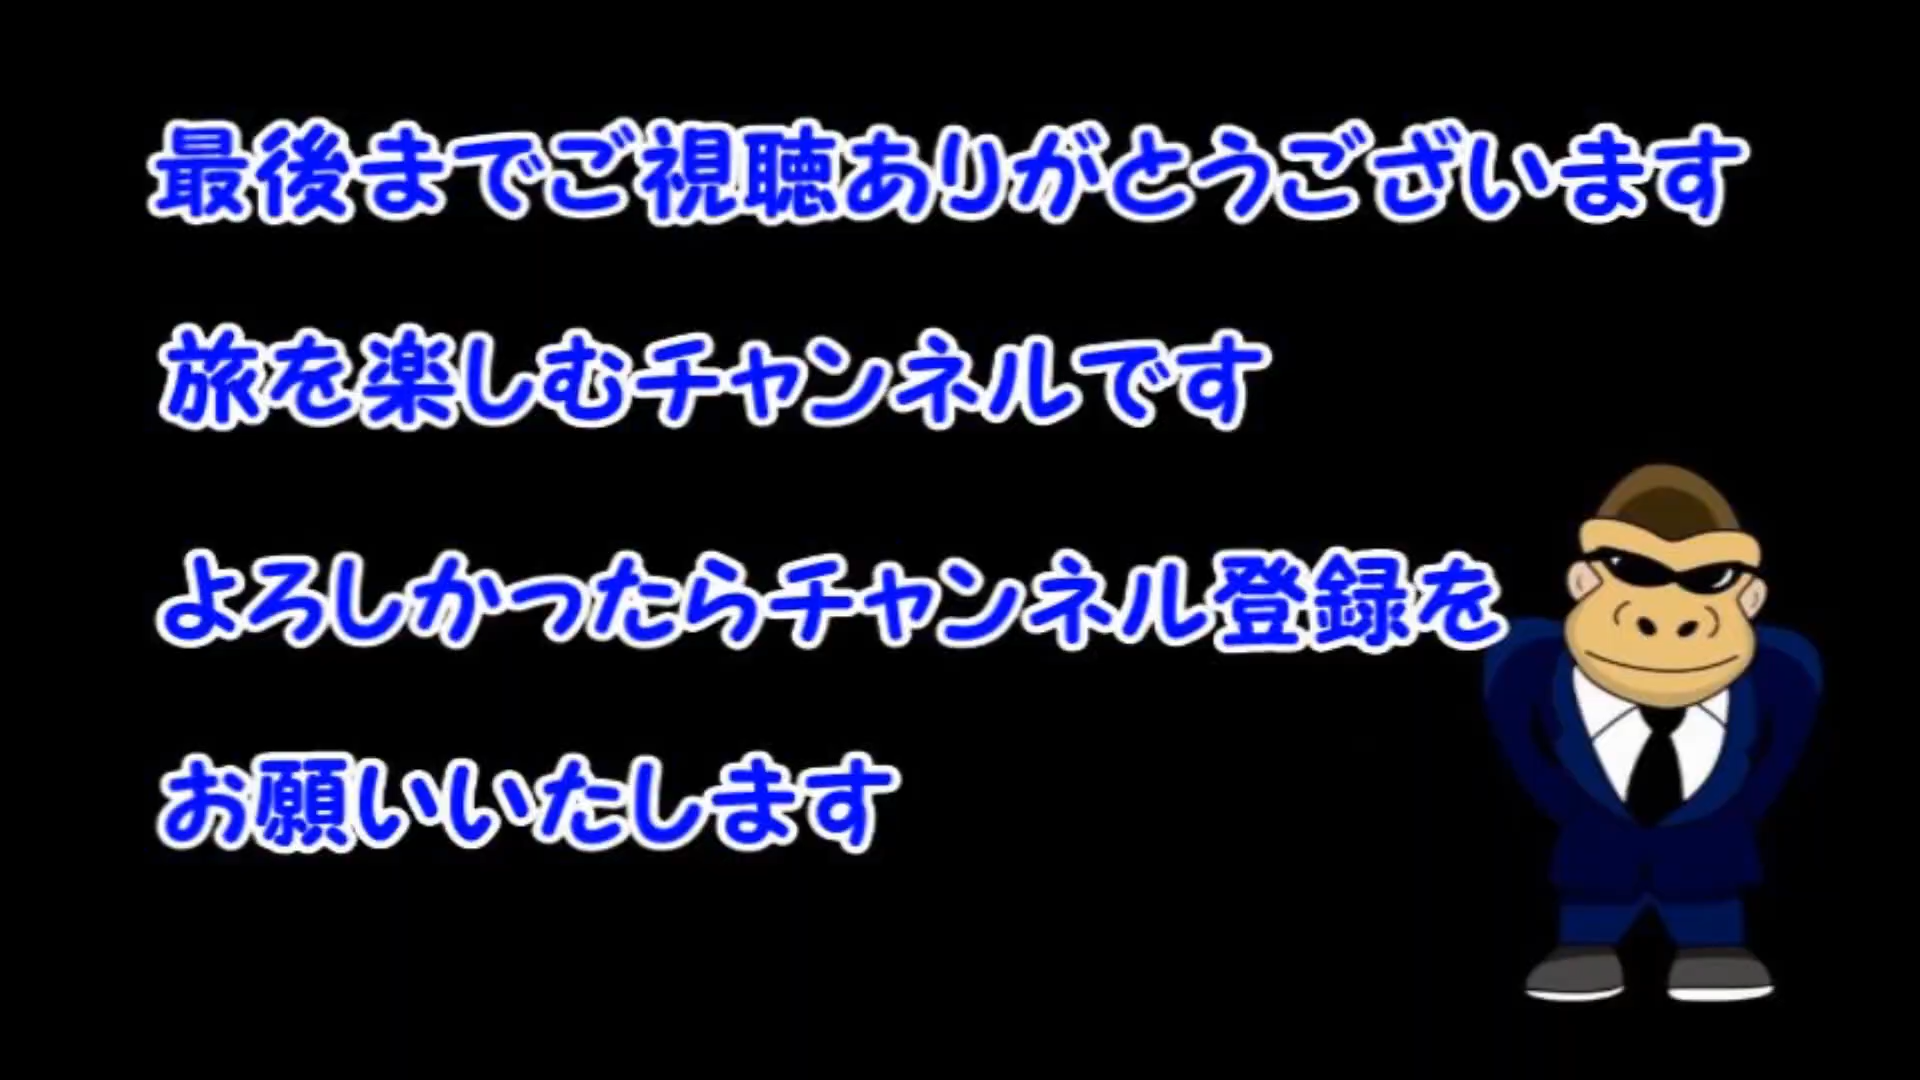 最後までご視聴ありがとうございます
旅を楽しむチャンネルです
よろしかったらチャンネル登録を
お願いいたします